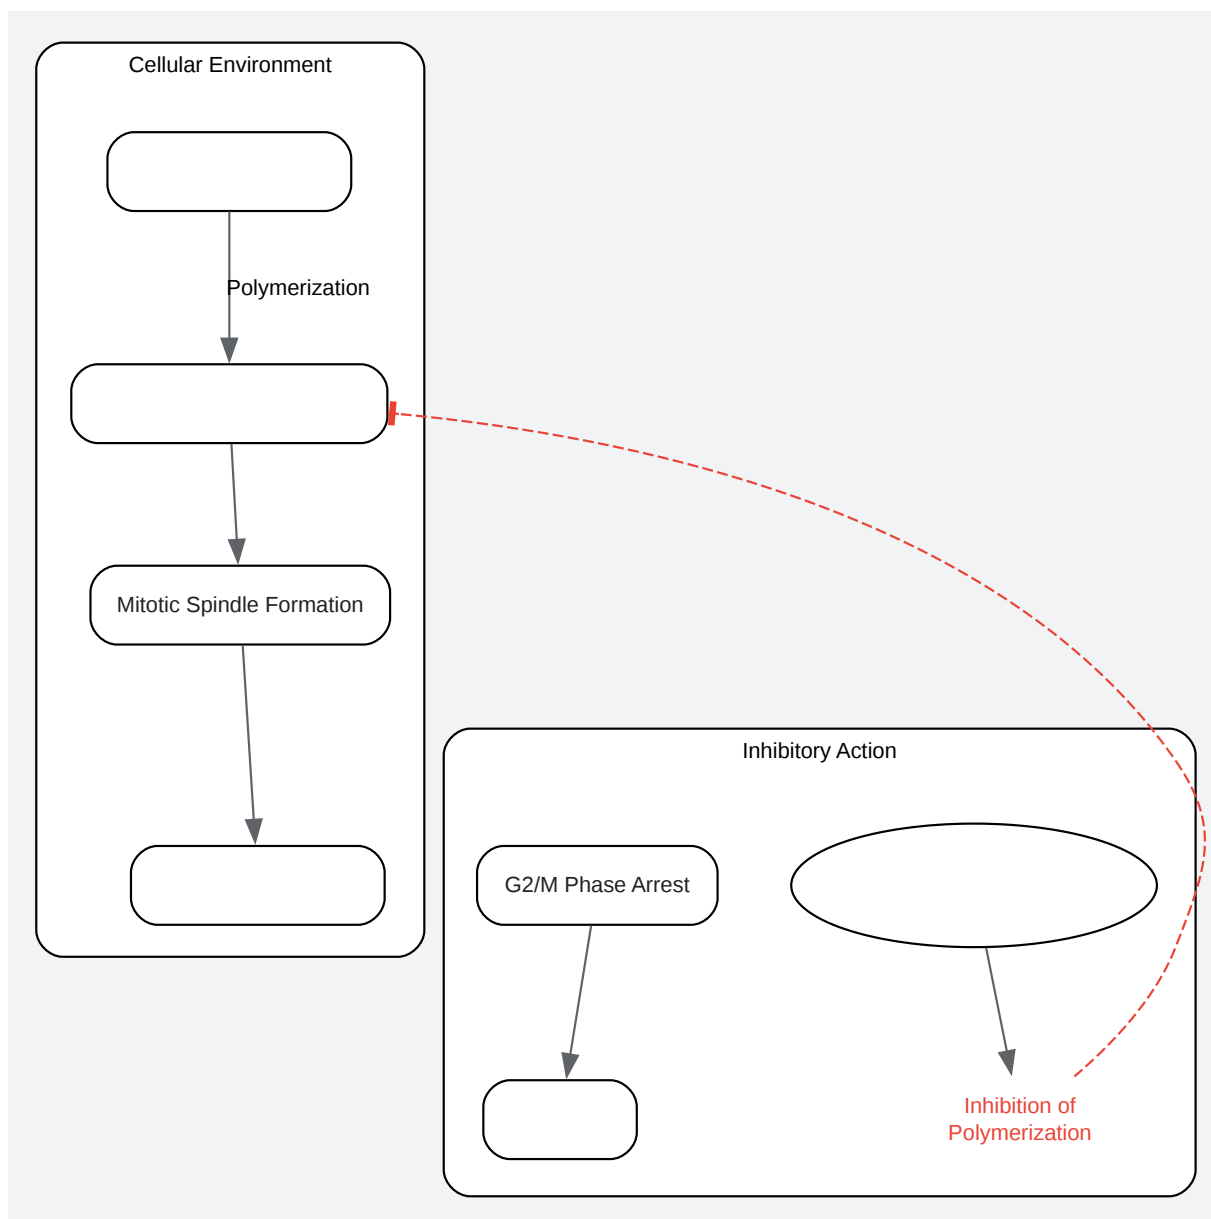 Cellular Environment
Polymerization
Mitotic Spindle Formation
Inhibitory Action
G2/M Phase Arrest
Inhibition of
Polymerization